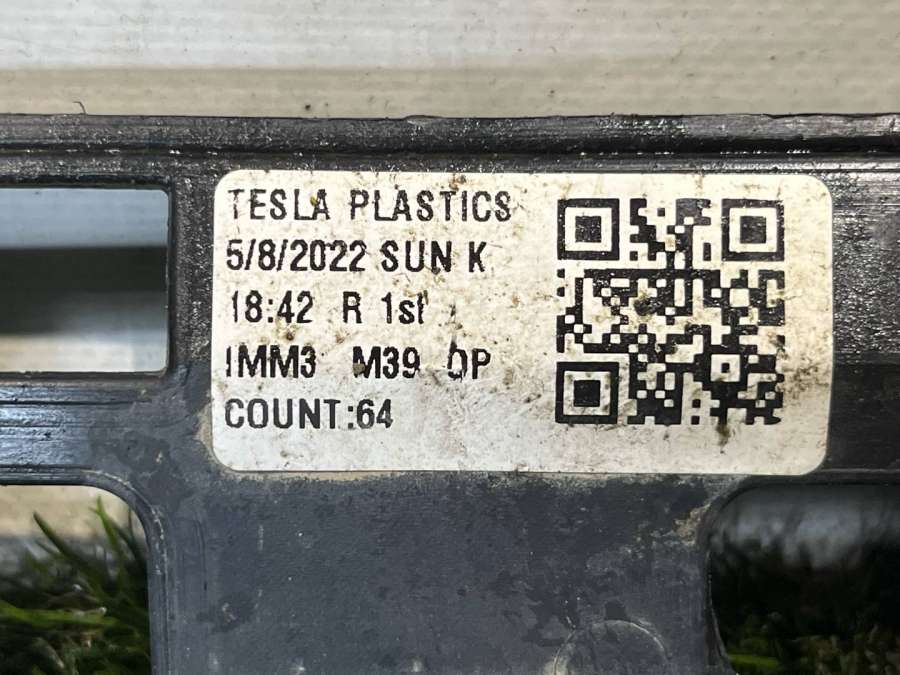 TESLA PLASTICS
5/8/2022 SUN K
18:42 R 1st
IMM3 M39 OP
COUNT:64